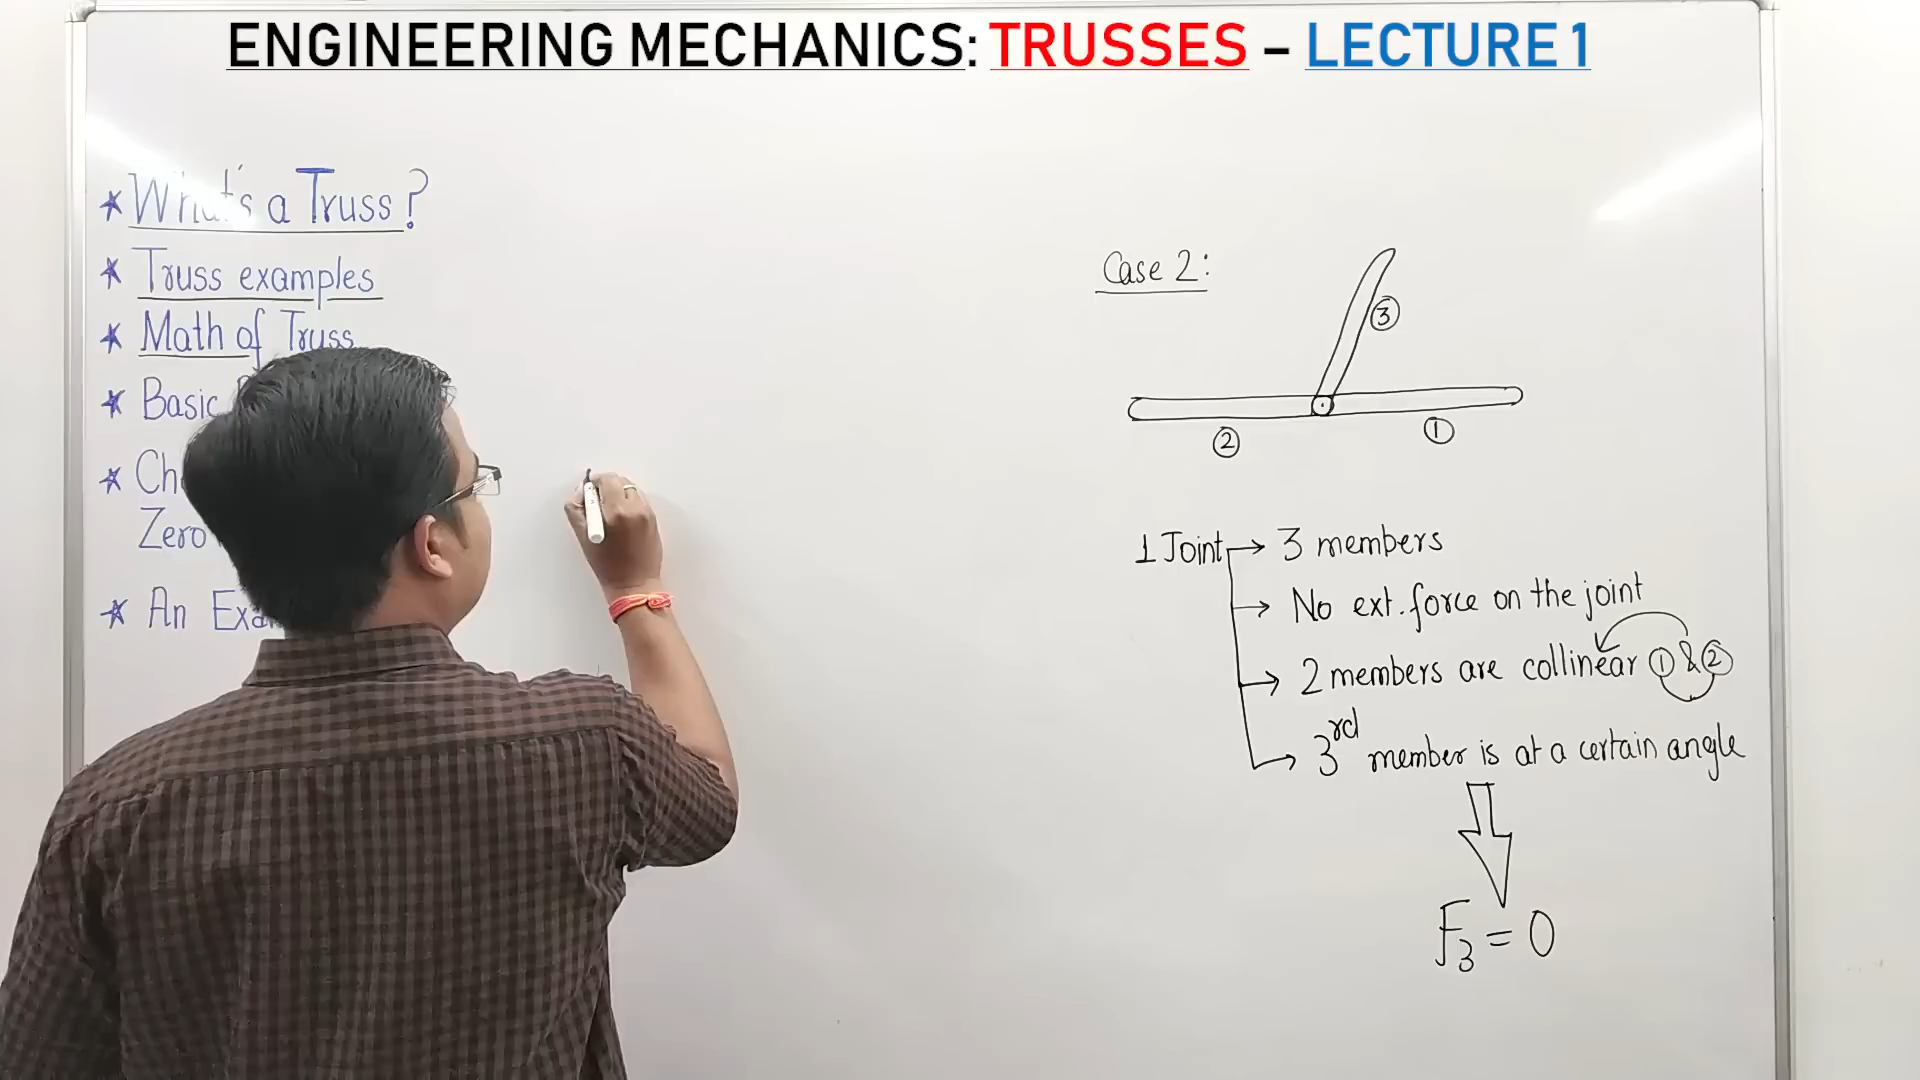 ENGINEERING MECHANICS: TRUSSES – LECTURE 1
* What's a Truss?
* Truss examples
* Math of Truss
* Basic
* Ch
Zero
* An Exa
Case 2:
3
2
1
1 Joint → 3 members
→ No ext. force on the joint
→ 2 members are collinear 1 & 2
→ 3rd member is at a certain angle
F3 = 0